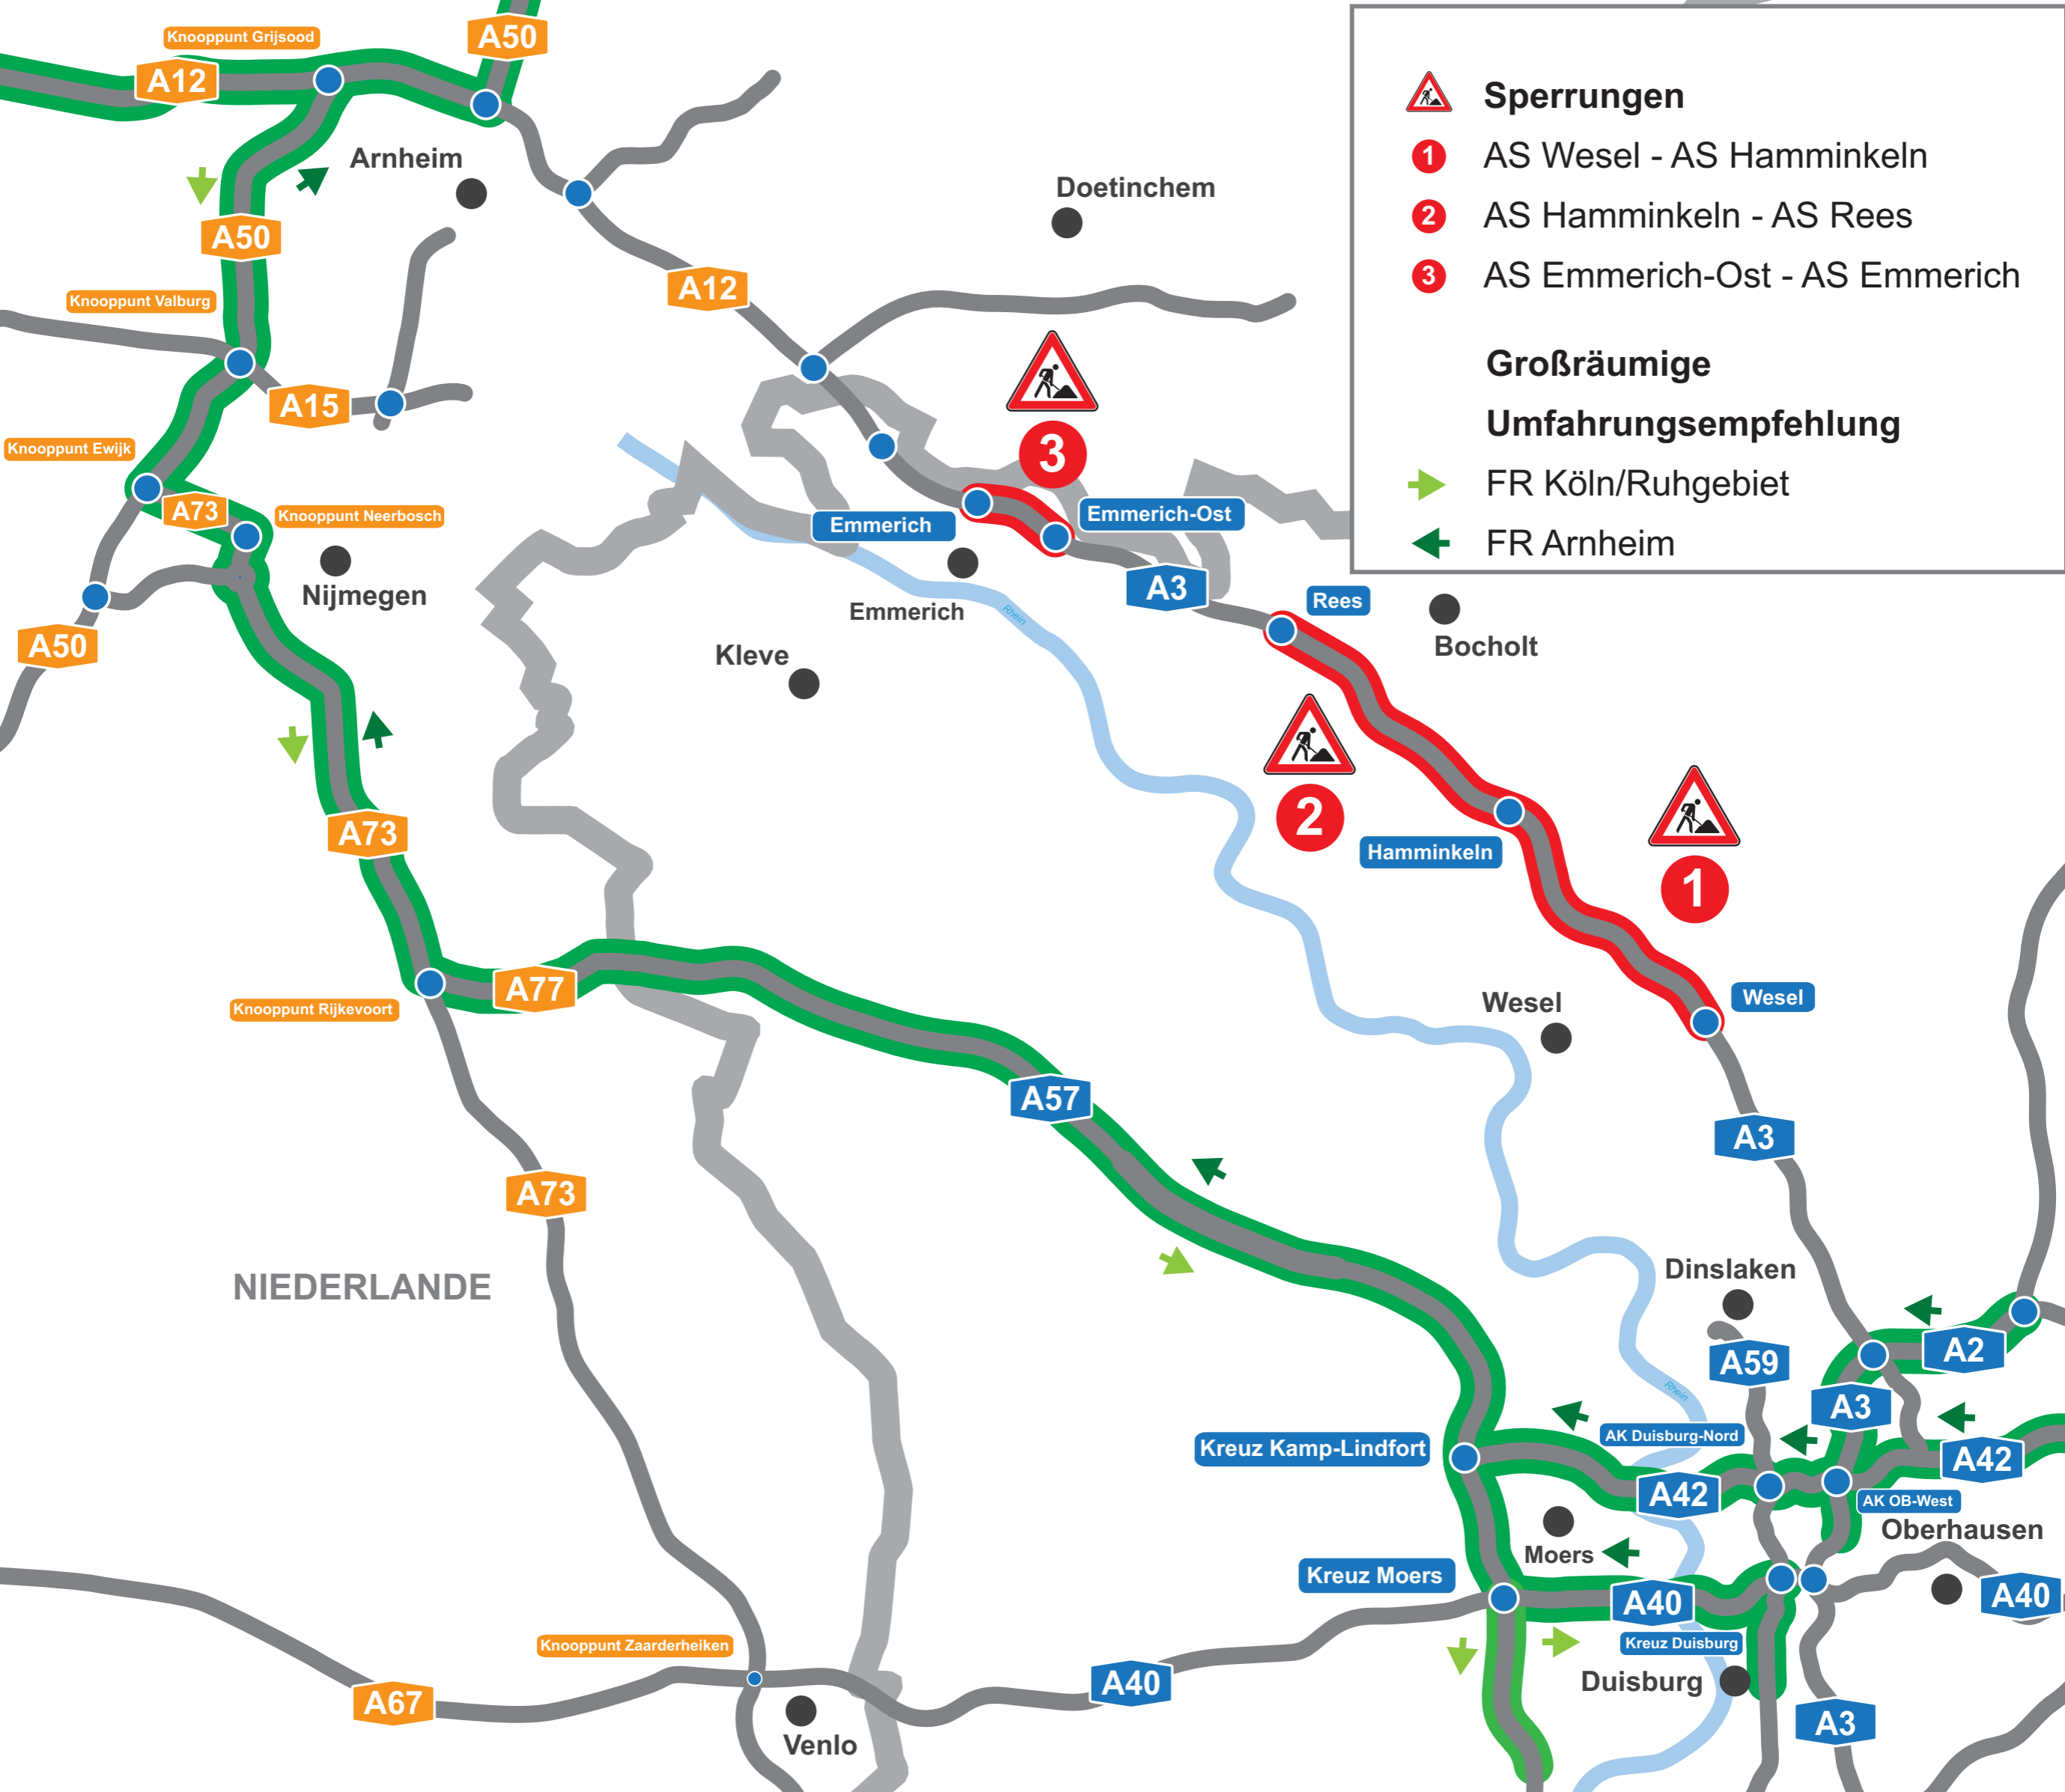 Knooppunt Grijsood
A50
A12
Arnheim
Doetinchem
A50
Knooppunt Valburg
A12
A15
Knooppunt Ewijk
A73
Knooppunt Neerbosch
Nijmegen
A50
3
Emmerich
Emmerich-Ost
Emmerich
Rhein
A3
Rees
Bocholt
Kleve
2
Hamminkeln
1
A73
Wesel
Wesel
A77
Knooppunt Rijkevoort
A57
A3
A73
NIEDERLANDE
Dinslaken
A59
A2
Rhein
A3
Kreuz Kamp-Lindfort
AK Duisburg-Nord
A42
A42
AK OB-West
Oberhausen
Moers
Kreuz Moers
A40
A40
Knooppunt Zaarderheiken
Kreuz Duisburg
Duisburg
A40
A67
A3
Venlo
Sperrungen
1 AS Wesel - AS Hamminkeln
2 AS Hamminkeln - AS Rees
3 AS Emmerich-Ost - AS Emmerich
Großräumige
Umfahrungsempfehlung
FR Köln/Ruhgebiet
FR Arnheim